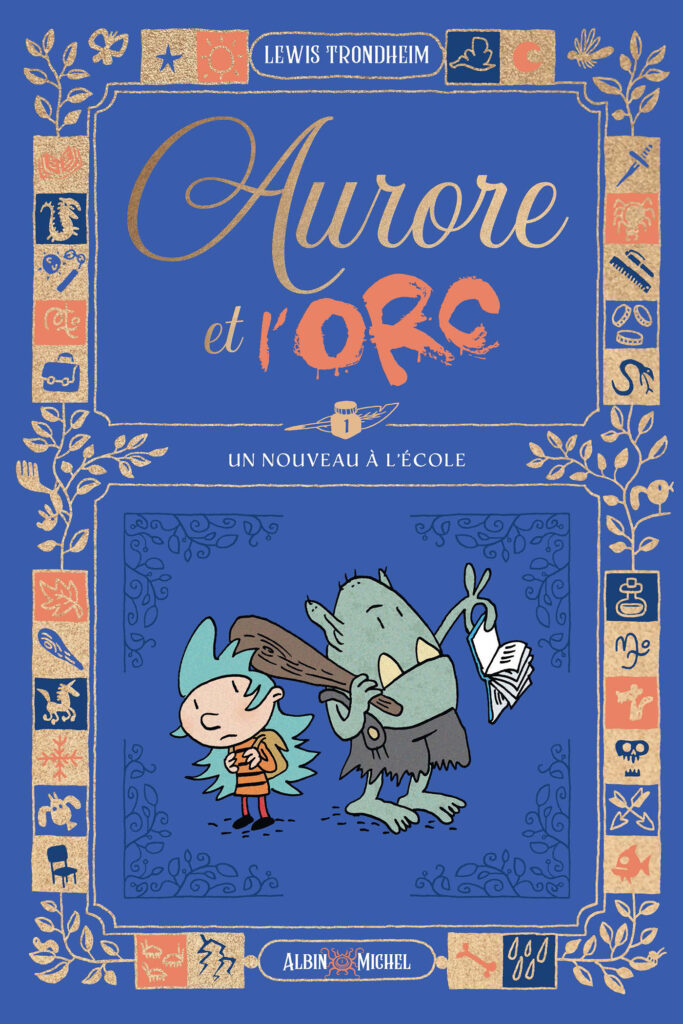 LEWIS TRONDHEIM
Aurore
et l'ORC
1
UN NOUVEAU À L'ÉCOLE
ALBIN MICHEL